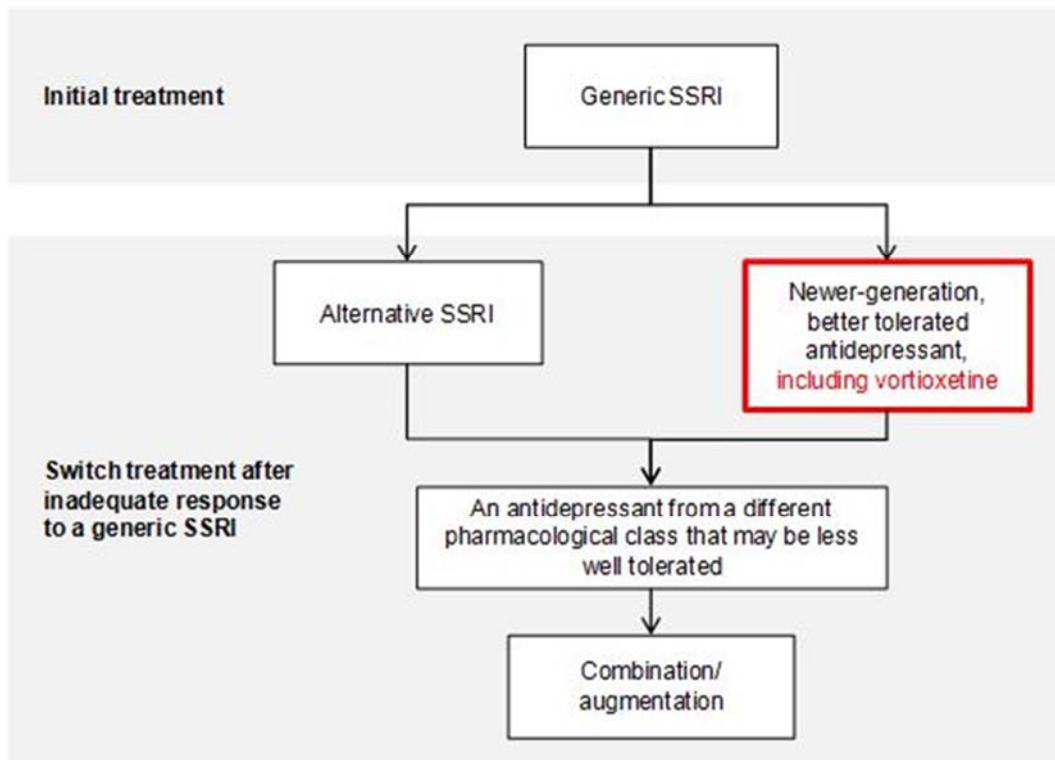 Initial treatment
Generic SSRI
Alternative SSRI
Newer-generation,
better tolerated
antidepressant,
including vortioxetine
Switch treatment after
inadequate response
to a generic SSRI
An antidepressant from a different
pharmacological class that may be less
well tolerated
Combination/
augmentation